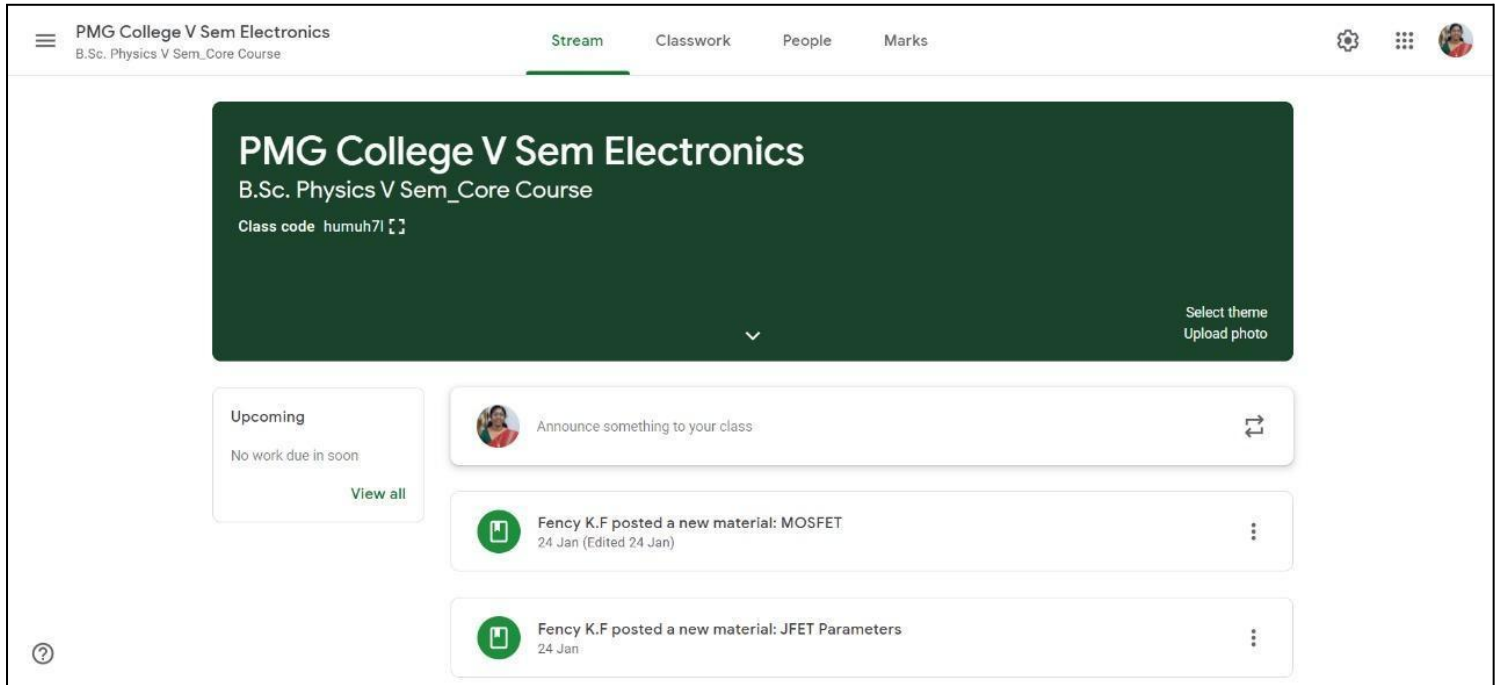 PMG College V Sem Electronics
B.Sc. Physics V Sem_Core Course
Stream
Classwork
People
Marks
PMG College V Sem Electronics
B.Sc. Physics V Sem_Core Course
Class code humuh7l
Select theme
Upload photo
Upcoming
No work due in soon
View all
Announce something to your class
Fency K.F posted a new material: MOSFET
24 Jan (Edited 24 Jan)
Fency K.F posted a new material: JFET Parameters
24 Jan